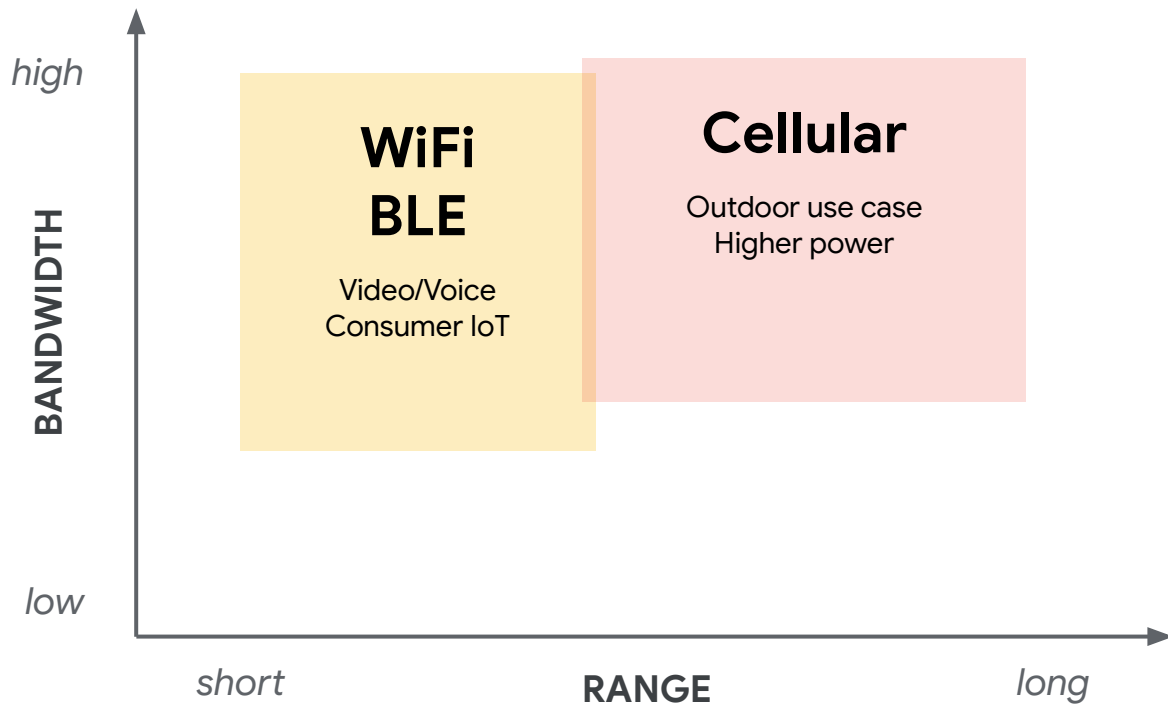 high
WiFi
BLE
Video/Voice
Consumer IoT
Cellular
Outdoor use case
Higher power
BANDWIDTH
low
short
RANGE
long